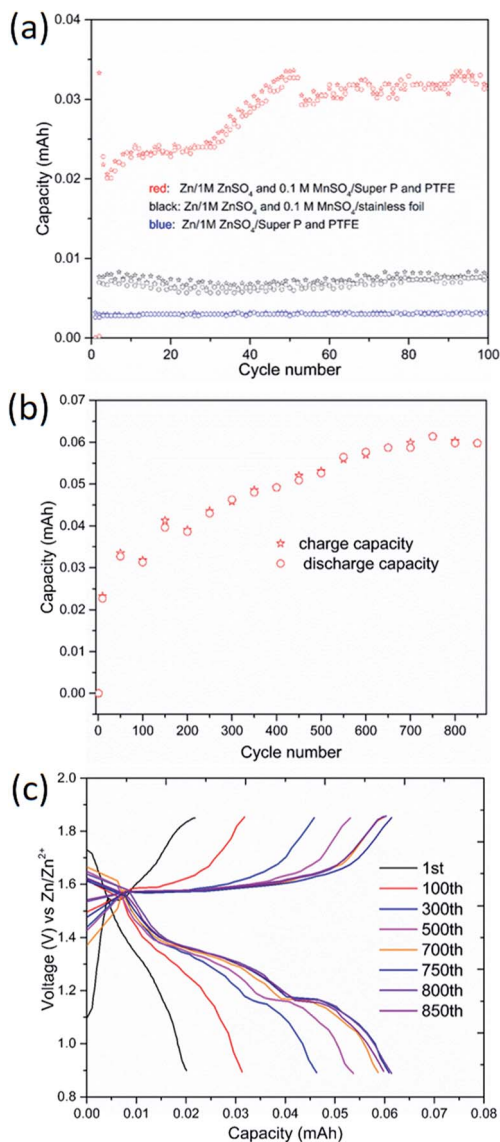 (a)
0.04
0.03
0.02
0.01
0.00
Capacity (mAh)
red: Zn/1M ZnSO₄ and 0.1 M MnSO₄/Super P and PTFE
black: Zn/1M ZnSO₄ and 0.1 M MnSO₄/stainless foil
blue: Zn/1M ZnSO₄/Super P and PTFE
0 20 40 60 80 100
Cycle number
(b)
0.07
0.06
0.05
0.04
0.03
0.02
0.01
0.00
Capacity (mAh)
charge capacity
discharge capacity
0 100 200 300 400 500 600 700 800
Cycle number
(c)
2.0
1.8
1.6
1.4
1.2
1.0
0.8
Voltage (V) vs Zn/Zn²⁺
1st
100th
300th
500th
700th
750th
800th
850th
0.00 0.01 0.02 0.03 0.04 0.05 0.06 0.07 0.08
Capacity (mAh)